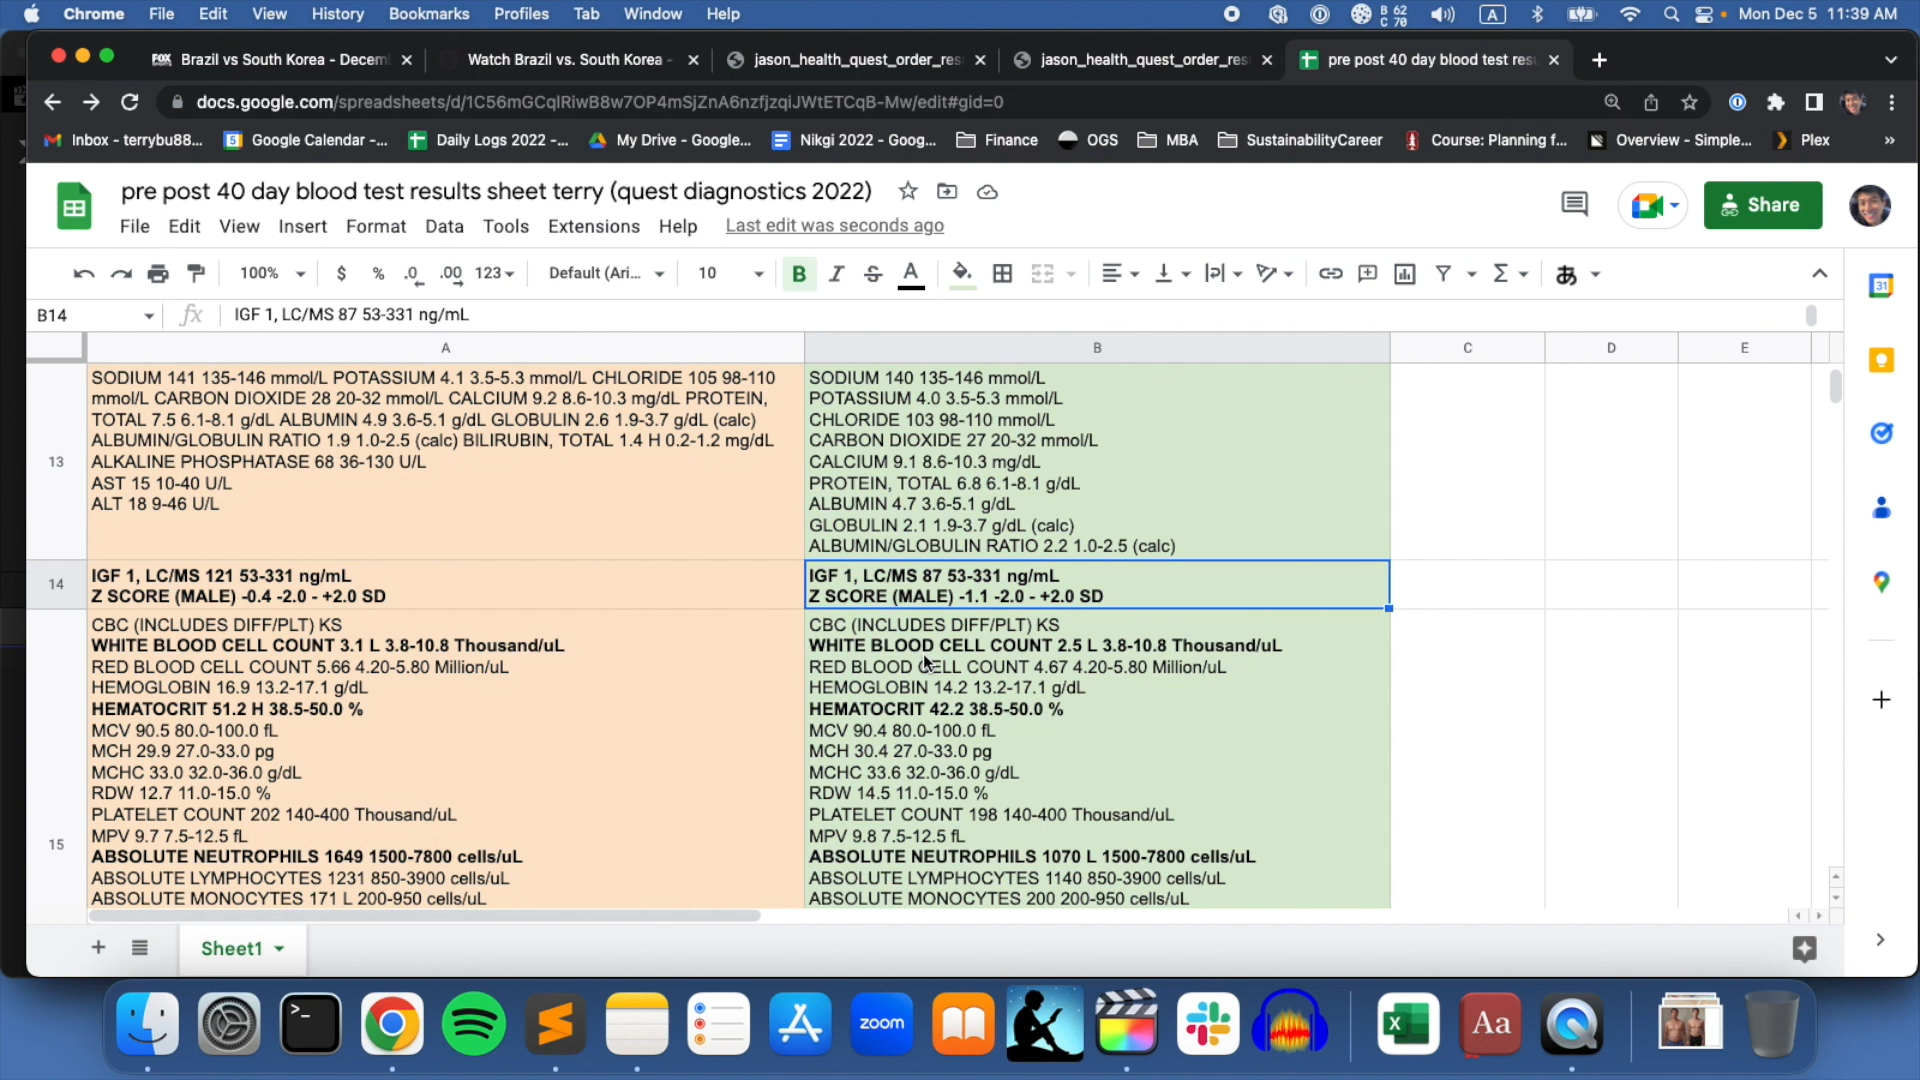 Chrome File Edit View History Bookmarks Profiles Tab Window Help
B 62
C 70
A
Mon Dec 5 11:39 AM
FOX Brazil vs South Korea - Decem
Watch Brazil vs. South Korea -
jason_health_quest_order_res
jason_health_quest_order_res
pre post 40 day blood test res
docs.google.com/spreadsheets/d/1C56mGCqIRiwB8w7OP4mSjZnA6nzfjzqiJWtETCqB-Mw/edit#gid=0
Inbox - terrybu88...
Google Calendar -...
Daily Logs 2022 -...
My Drive - Google...
Nikgi 2022 - Goog...
Finance
OGS
MBA
SustainabilityCareer
Course: Planning f...
Overview - Simple...
Plex
»
pre post 40 day blood test results sheet terry (quest diagnostics 2022)
File Edit View Insert Format Data Tools Extensions Help Last edit was seconds ago
Share
100% $ % .0 .00 123 Default (Ari... 10 B I S A Σ あ
31
B14 fx IGF 1, LC/MS 87 53-331 ng/mL
A B C D E
13
SODIUM 141 135-146 mmol/L POTASSIUM 4.1 3.5-5.3 mmol/L CHLORIDE 105 98-110
mmol/L CARBON DIOXIDE 28 20-32 mmol/L CALCIUM 9.2 8.6-10.3 mg/dL PROTEIN,
TOTAL 7.5 6.1-8.1 g/dL ALBUMIN 4.9 3.6-5.1 g/dL GLOBULIN 2.6 1.9-3.7 g/dL (calc)
ALBUMIN/GLOBULIN RATIO 1.9 1.0-2.5 (calc) BILIRUBIN, TOTAL 1.4 H 0.2-1.2 mg/dL
ALKALINE PHOSPHATASE 68 36-130 U/L
AST 15 10-40 U/L
ALT 18 9-46 U/L
SODIUM 140 135-146 mmol/L
POTASSIUM 4.0 3.5-5.3 mmol/L
CHLORIDE 103 98-110 mmol/L
CARBON DIOXIDE 27 20-32 mmol/L
CALCIUM 9.1 8.6-10.3 mg/dL
PROTEIN, TOTAL 6.8 6.1-8.1 g/dL
ALBUMIN 4.7 3.6-5.1 g/dL
GLOBULIN 2.1 1.9-3.7 g/dL (calc)
ALBUMIN/GLOBULIN RATIO 2.2 1.0-2.5 (calc)
14
IGF 1, LC/MS 121 53-331 ng/mL
Z SCORE (MALE) -0.4 -2.0 - +2.0 SD
IGF 1, LC/MS 87 53-331 ng/mL
Z SCORE (MALE) -1.1 -2.0 - +2.0 SD
15
CBC (INCLUDES DIFF/PLT) KS
WHITE BLOOD CELL COUNT 3.1 L 3.8-10.8 Thousand/uL
RED BLOOD CELL COUNT 5.66 4.20-5.80 Million/uL
HEMOGLOBIN 16.9 13.2-17.1 g/dL
HEMATOCRIT 51.2 H 38.5-50.0 %
MCV 90.5 80.0-100.0 fL
MCH 29.9 27.0-33.0 pg
MCHC 33.0 32.0-36.0 g/dL
RDW 12.7 11.0-15.0 %
PLATELET COUNT 202 140-400 Thousand/uL
MPV 9.7 7.5-12.5 fL
ABSOLUTE NEUTROPHILS 1649 1500-7800 cells/uL
ABSOLUTE LYMPHOCYTES 1231 850-3900 cells/uL
ABSOLUTE MONOCYTES 171 L 200-950 cells/uL
CBC (INCLUDES DIFF/PLT) KS
WHITE BLOOD CELL COUNT 2.5 L 3.8-10.8 Thousand/uL
RED BLOOD CELL COUNT 4.67 4.20-5.80 Million/uL
HEMOGLOBIN 14.2 13.2-17.1 g/dL
HEMATOCRIT 42.2 38.5-50.0 %
MCV 90.4 80.0-100.0 fL
MCH 30.4 27.0-33.0 pg
MCHC 33.6 32.0-36.0 g/dL
RDW 14.5 11.0-15.0 %
PLATELET COUNT 198 140-400 Thousand/uL
MPV 9.8 7.5-12.5 fL
ABSOLUTE NEUTROPHILS 1070 L 1500-7800 cells/uL
ABSOLUTE LYMPHOCYTES 1140 850-3900 cells/uL
ABSOLUTE MONOCYTES 200 200-950 cells/uL
Sheet1
zoom
X
Aa